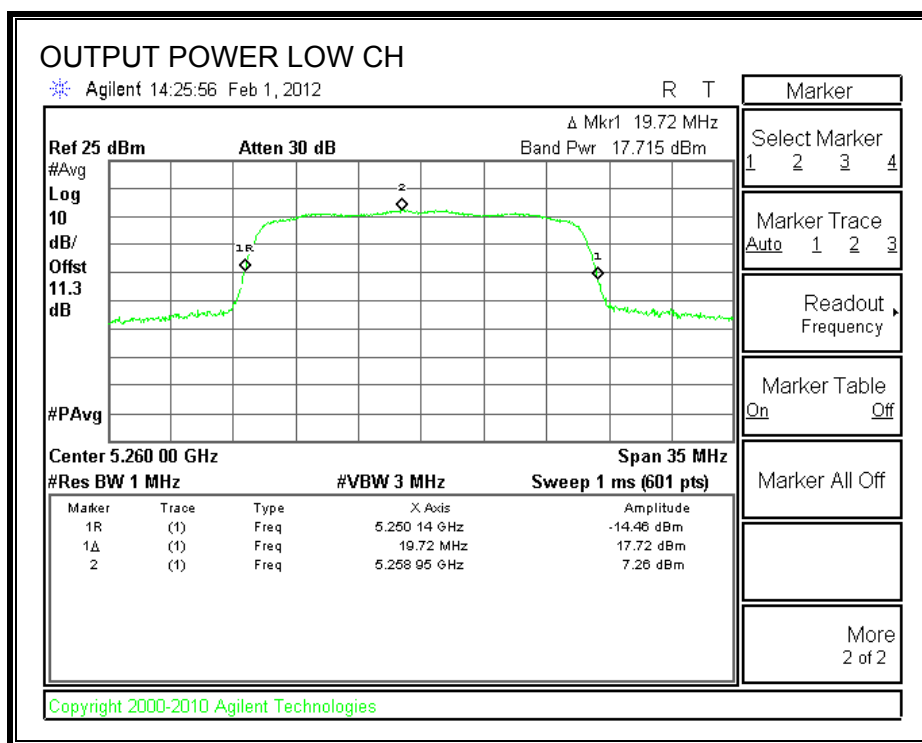 OUTPUT POWER LOW CH
Agilent 14:25:56 Feb 1, 2012 R T
Δ Mkr1 19.72 MHz
Ref 25 dBm Atten 30 dB Band Pwr 17.715 dBm
#Avg
Log
10
dB/
Offst
11.3
dB
#PAvg
2
1R
1
Center 5.260 00 GHz Span 35 MHz
#Res BW 1 MHz #VBW 3 MHz Sweep 1 ms (601 pts)
Marker Trace Type X Axis Amplitude
1R (1) Freq 5.250 14 GHz -14.46 dBm
1Δ (1) Freq 19.72 MHz 17.72 dBm
2 (1) Freq 5.258 95 GHz 7.26 dBm
Copyright 2000-2010 Agilent Technologies
Marker
Select Marker
1 2 3 4
Marker Trace
Auto 1 2 3
Readout
Frequency
Marker Table
On Off
Marker All Off
More
2 of 2